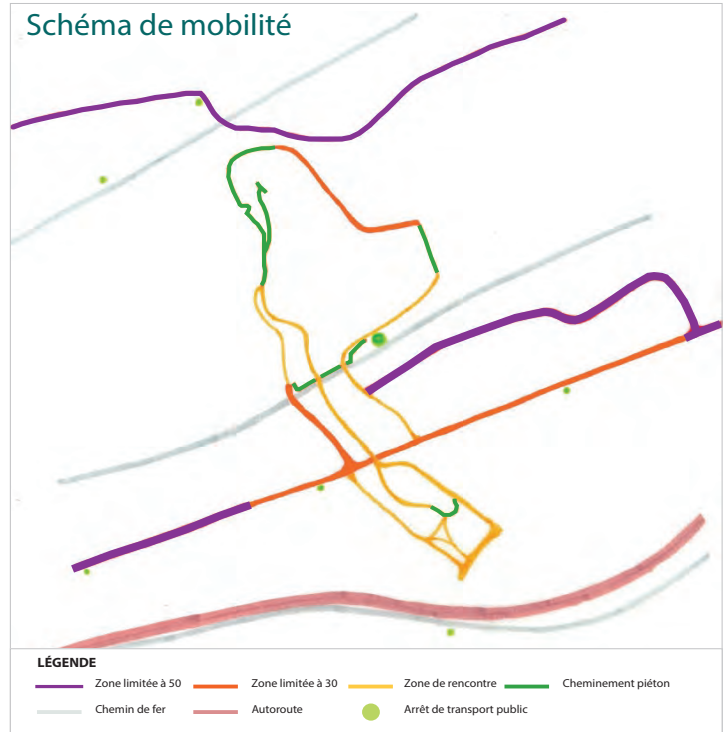 Schéma de mobilité
LÉGENDE
Zone limitée à 50 Zone limitée à 30 Zone de rencontre Cheminement piéton
Chemin de fer Autoroute Arrêt de transport public